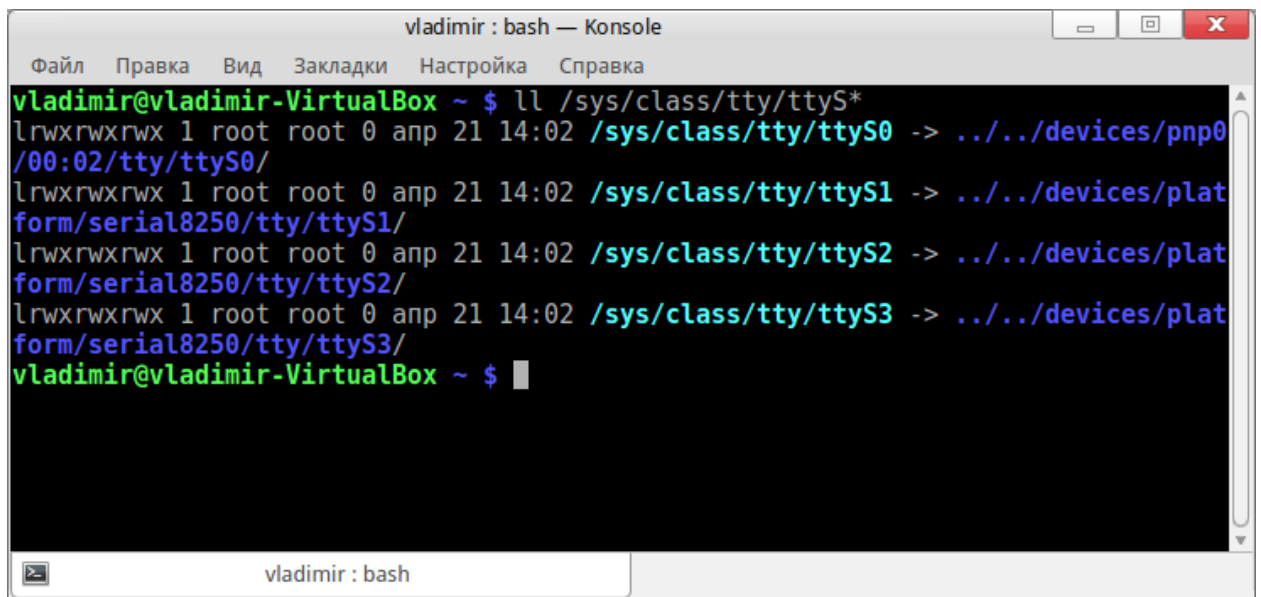 vladimir : bash — Konsole
Файл Правка Вид Закладки Настройка Справка
vladimir@vladimir-VirtualBox ~ $ ll /sys/class/tty/ttyS*
lrwxrwxrwx 1 root root 0 апр 21 14:02 /sys/class/tty/ttyS0 -> ../../devices/pnp0
/00:02/tty/ttyS0/
lrwxrwxrwx 1 root root 0 апр 21 14:02 /sys/class/tty/ttyS1 -> ../../devices/plat
form/serial8250/tty/ttyS1/
lrwxrwxrwx 1 root root 0 апр 21 14:02 /sys/class/tty/ttyS2 -> ../../devices/plat
form/serial8250/tty/ttyS2/
lrwxrwxrwx 1 root root 0 апр 21 14:02 /sys/class/tty/ttyS3 -> ../../devices/plat
form/serial8250/tty/ttyS3/
vladimir@vladimir-VirtualBox ~ $
vladimir : bash